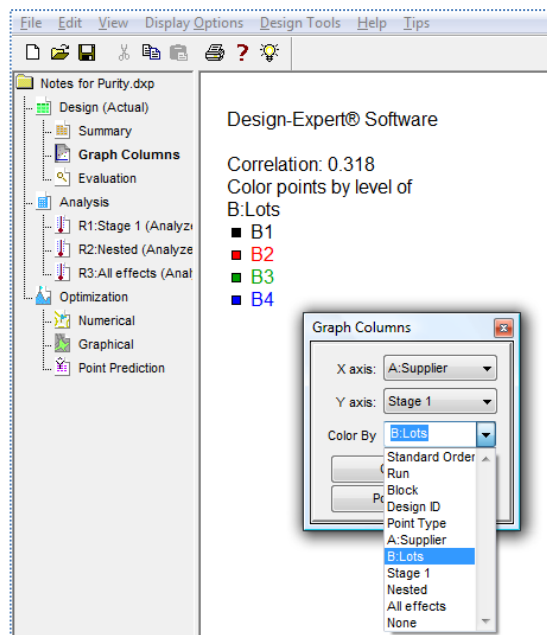 File Edit View Display Options Design Tools Help Tips
Notes for Purity.dxp
Design (Actual)
Summary
Graph Columns
Evaluation
Analysis
R1:Stage 1 (Analyze
R2:Nested (Analyze
R3:All effects (Anal
Optimization
Numerical
Graphical
Point Prediction
Design-Expert® Software
Correlation: 0.318
Color points by level of
B:Lots
B1
B2
B3
B4
Graph Columns
X axis: A:Supplier
Y axis: Stage 1
Color By B:Lots
Standard Order
Run
Block
Design ID
Point Type
A:Supplier
B:Lots
Stage 1
Nested
All effects
None